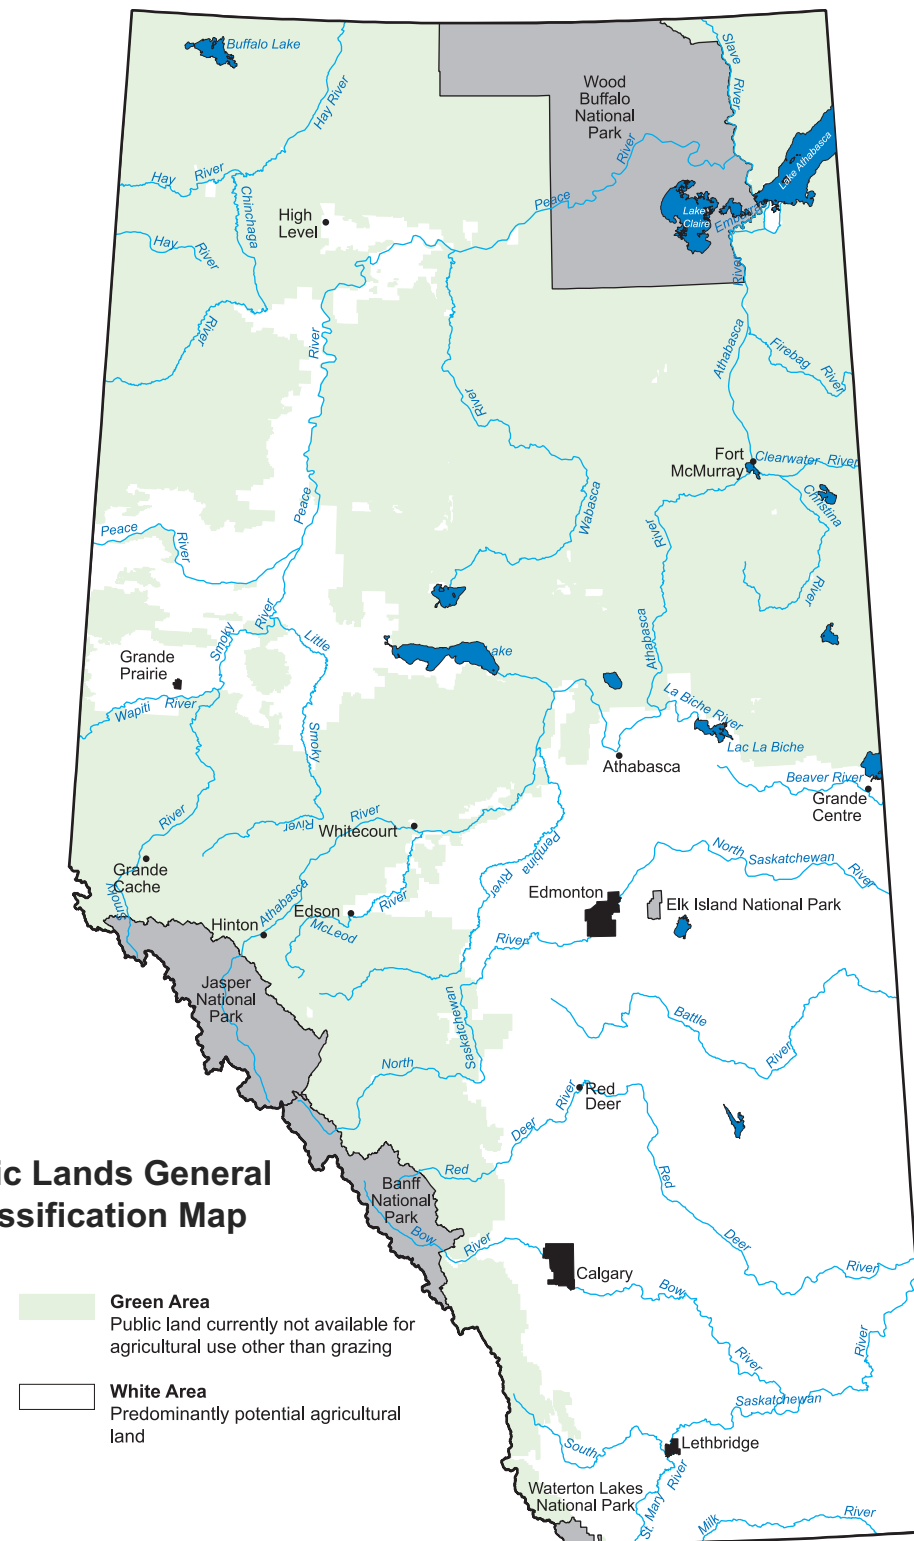 Buffalo Lake
Hay River
Slave River
Wood
Buffalo
National
Park
Lake Athabasca
Hay River
Chinchaga
River
Peace
River
Lake
Claire
High
Level
Hay
River
River
River
River
Athabasca
Firebag
River
River
Fort
McMurray
Clearwater River
Christina
River
Peace
Wabasca
River
Peace
River
Athabasca
River
Smoky
Little
Smoky
Lake
Grande
Prairie
Wapiti River
La Biche River
Lac La Biche
Athabasca
Beaver River
Grande
Centre
River
River
River
Whitecourt
Pembina
River
North
Saskatchewan
River
Grande
Cache
Smoky
Athabasca
Edson
River
McLeod
Hinton
Edmonton
Elk Island National Park
River
Jasper
National
Park
Saskatchewan
North
Battle
River
Red
Deer
River
Deer
Red
Red
Deer
River
ic Lands General
ssification Map
Banff
National
Park
Bow
River
Calgary
Bow
River
River
Saskatchewan
Green Area
Public land currently not available for
agricultural use other than grazing
White Area
Predominantly potential agricultural
land
South
Lethbridge
St. Mary River
Waterton Lakes
National Park
Milk
River